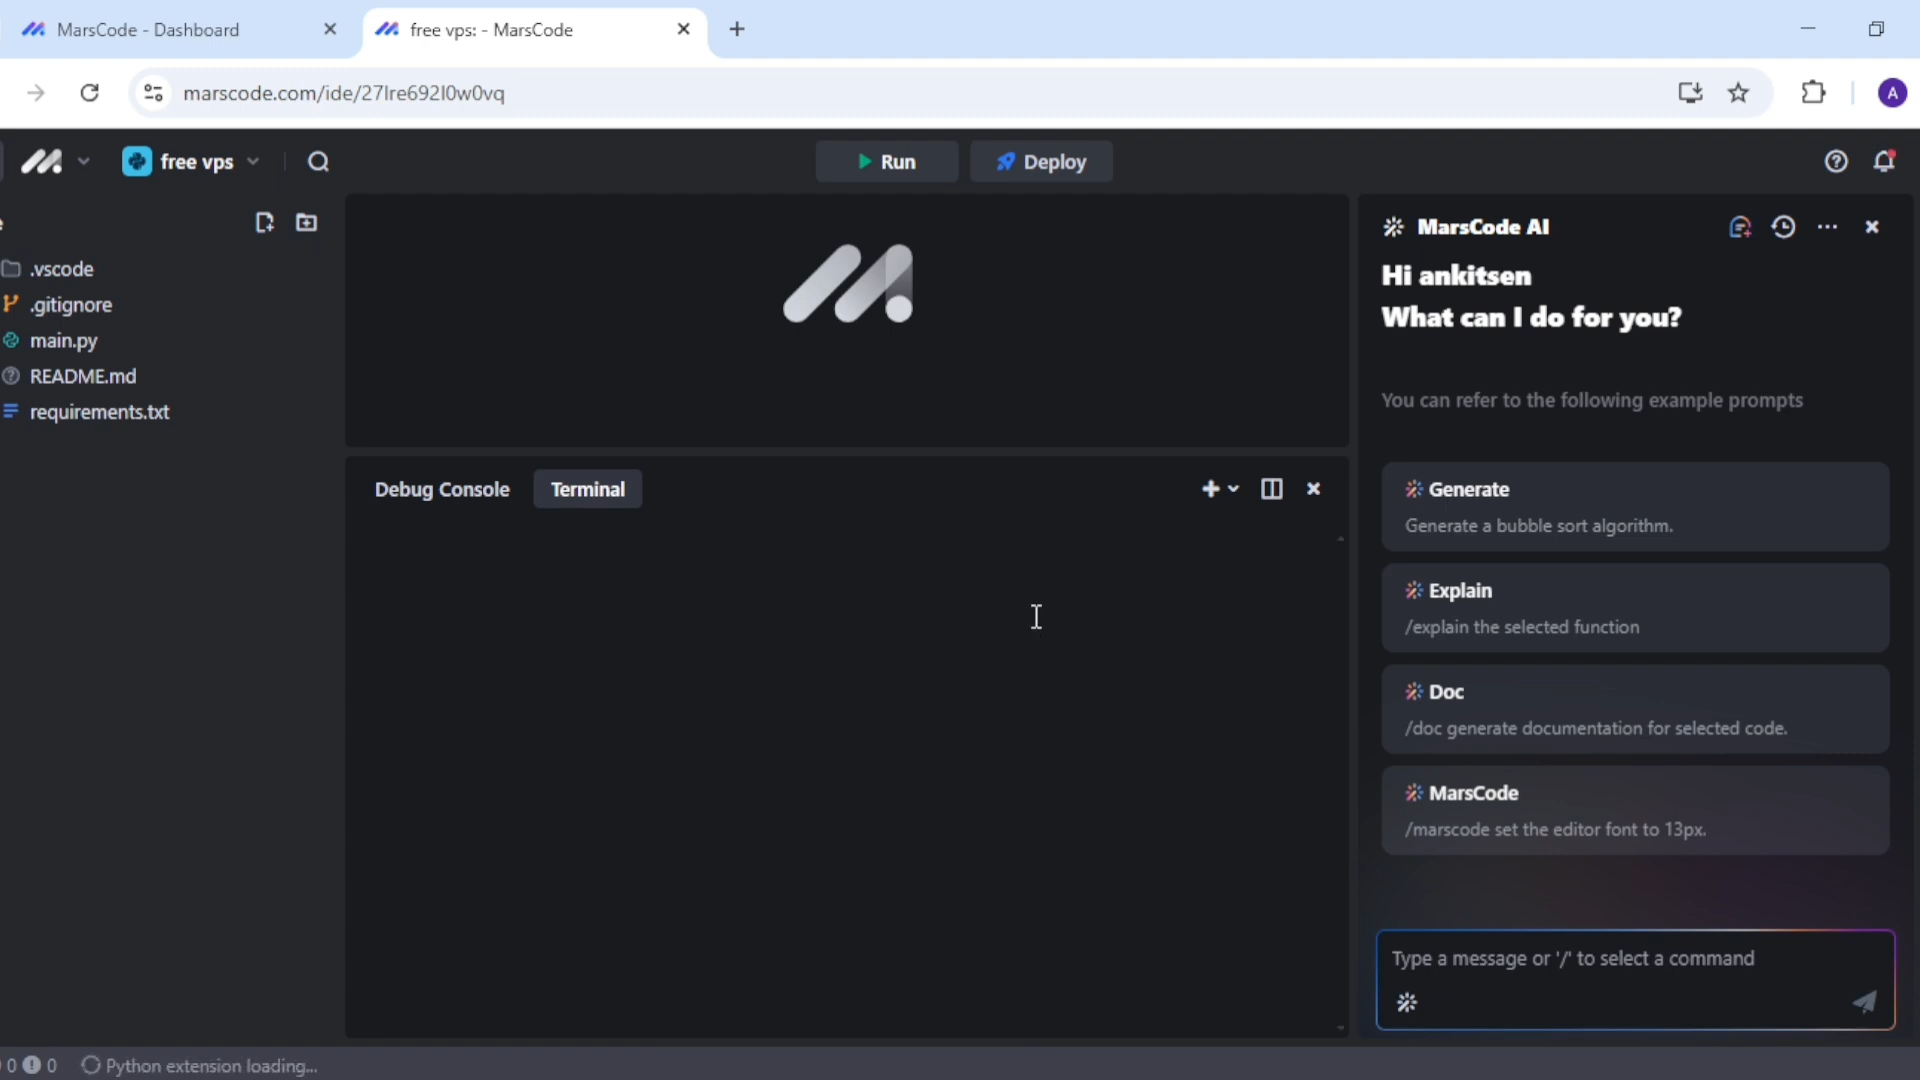 MarsCode - Dashboard
free vps: - MarsCode
marscode.com/ide/27lre692l0w0vq
A
free vps
Run
Deploy
.vscode
.gitignore
main.py
README.md
requirements.txt
Debug Console
Terminal
MarsCode AI
Hi ankitsen
What can I do for you?
You can refer to the following example prompts
Generate
Generate a bubble sort algorithm.
Explain
/explain the selected function
Doc
/doc generate documentation for selected code.
MarsCode
/marscode set the editor font to 13px.
Type a message or '/' to select a command
0 0 Python extension loading...